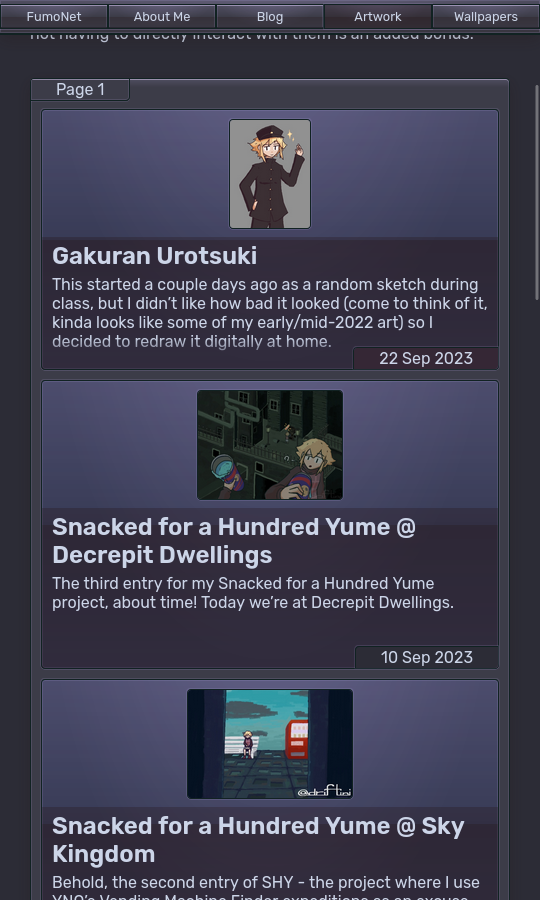 FumoNet
About Me
Blog
Artwork
Wallpapers
not having to directly interact with them is an added bonus.
Page 1
Gakuran Urotsuki
This started a couple days ago as a random sketch during
class, but I didn’t like how bad it looked (come to think of it,
kinda looks like some of my early/mid-2022 art) so I
decided to redraw it digitally at home.
22 Sep 2023
Snacked for a Hundred Yume @
Decrepit Dwellings
The third entry for my Snacked for a Hundred Yume
project, about time! Today we’re at Decrepit Dwellings.
10 Sep 2023
@driftini
Snacked for a Hundred Yume @ Sky
Kingdom
Behold, the second entry of SHY - the project where I use
YNO’s Vending Machine Finder expeditions as an excuse